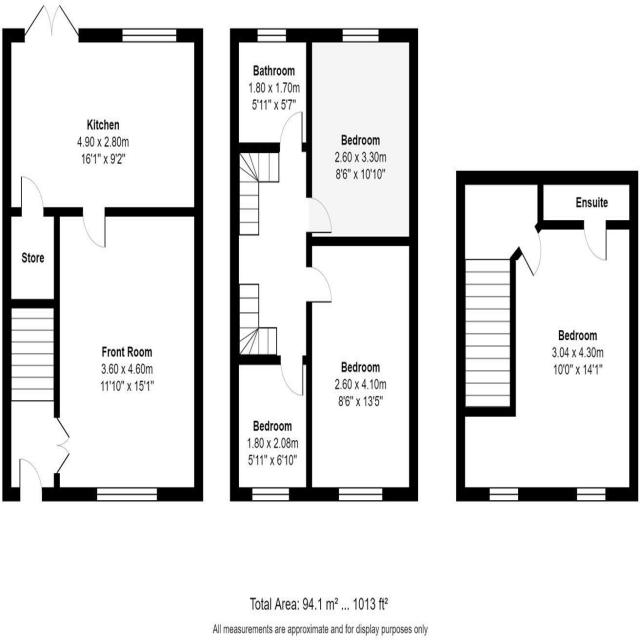 Kitchen
4.90 x 2.80m
16'1" x 9'2"
Store
Front Room
3.60 x 4.60m
11'10" x 15'1"
Bathroom
1.80 x 1.70m
5'11" x 5'7"
Bedroom
2.60 x 3.30m
8'6" x 10'10"
Bedroom
2.60 x 4.10m
8'6" x 13'5"
Bedroom
1.80 x 2.08m
5'11" x 6'10"
Ensuite
Bedroom
3.04 x 4.30m
10'0" x 14'1"
Total Area: 94.1 m² ... 1013 ft²
All measurements are approximate and for display purposes only